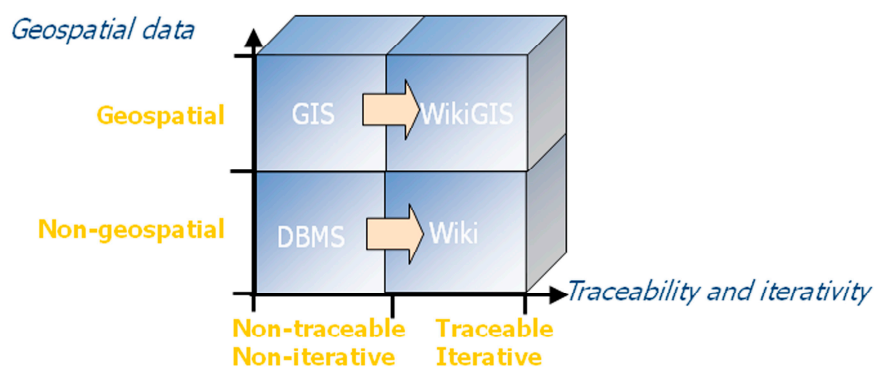 Geospatial data
Geospatial
GIS
WikiGIS
Non-geospatial
DBMS
Wiki
Traceability and iterativity
Non-traceable
Non-iterative
Traceable
Iterative